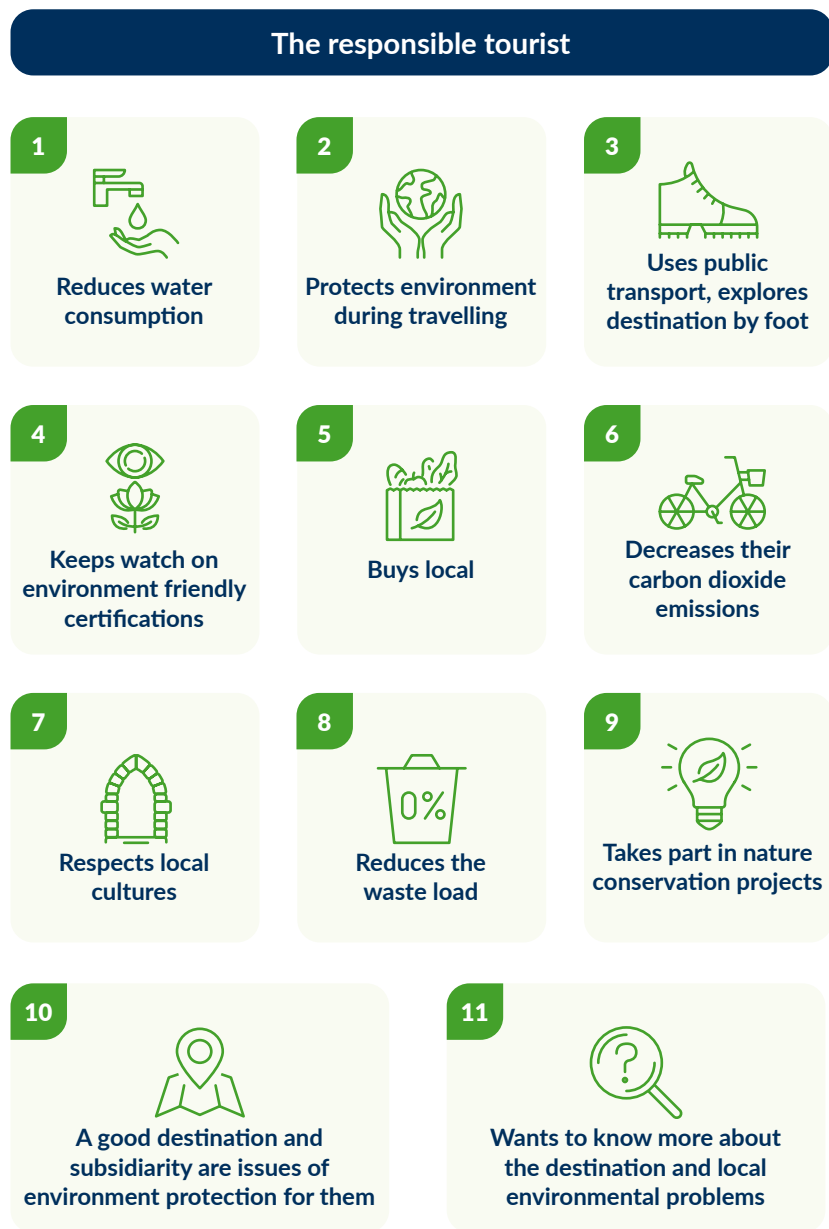 The responsible tourist
1
Reduces water
consumption
2
Protects environment
during travelling
3
Uses public
transport, explores
destination by foot
4
Keeps watch on
environment friendly
certifications
5
Buys local
6
Decreases their
carbon dioxide
emissions
7
Respects local
cultures
8
0%
Reduces the
waste load
9
Takes part in nature
conservation projects
10
A good destination and
subsidiarity are issues of
environment protection for them
11
?
Wants to know more about
the destination and local
environmental problems